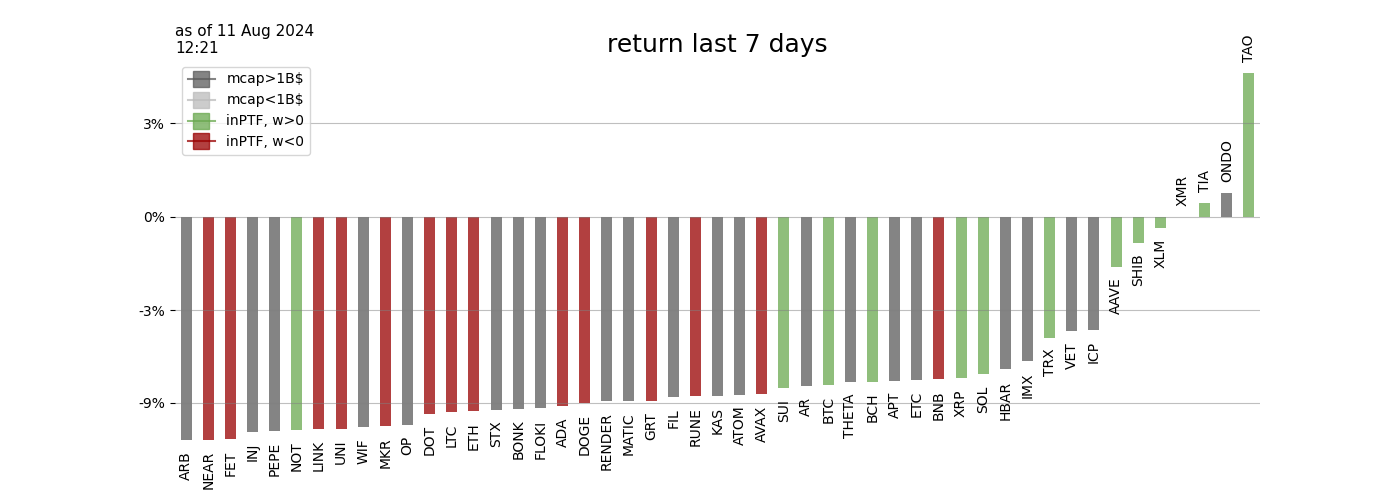 as of 11 Aug 2024
12:21
return last 7 days
mcap>1B$
mcap<1B$
inPTF, w>0
inPTF, w<0
3%
0%
-3%
-9%
ARB
NEAR
FET
INJ
PEPE
NOT
LINK
UNI
WIF
MKR
OP
DOT
LTC
ETH
STX
BONK
FLOKI
ADA
DOGE
RENDER
MATIC
GRT
FIL
RUNE
KAS
ATOM
AVAX
SUI
AR
BTC
THETA
BCH
APT
ETC
BNB
XRP
SOL
HBAR
IMX
TRX
VET
ICP
AAVE
SHIB
XLM
XMR
TIA
ONDO
TAO